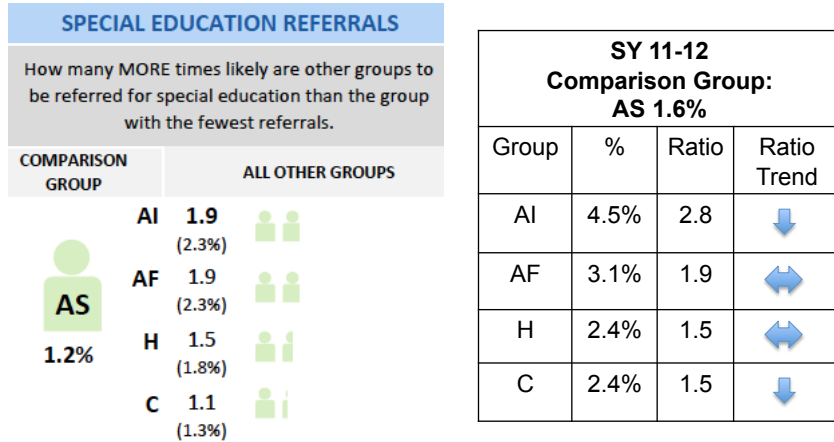 SPECIAL EDUCATION REFERRALS
How many MORE times likely are other groups to
be referred for special education than the group
with the fewest referrals.
COMPARISON
GROUP
ALL OTHER GROUPS
AS
1.2%
AI 1.9
(2.3%)
AF 1.9
(2.3%)
H 1.5
(1.8%)
C 1.1
(1.3%)
SY 11-12
Comparison Group:
AS 1.6%
Group % Ratio Ratio
Trend
AI 4.5% 2.8
AF 3.1% 1.9
H 2.4% 1.5
C 2.4% 1.5